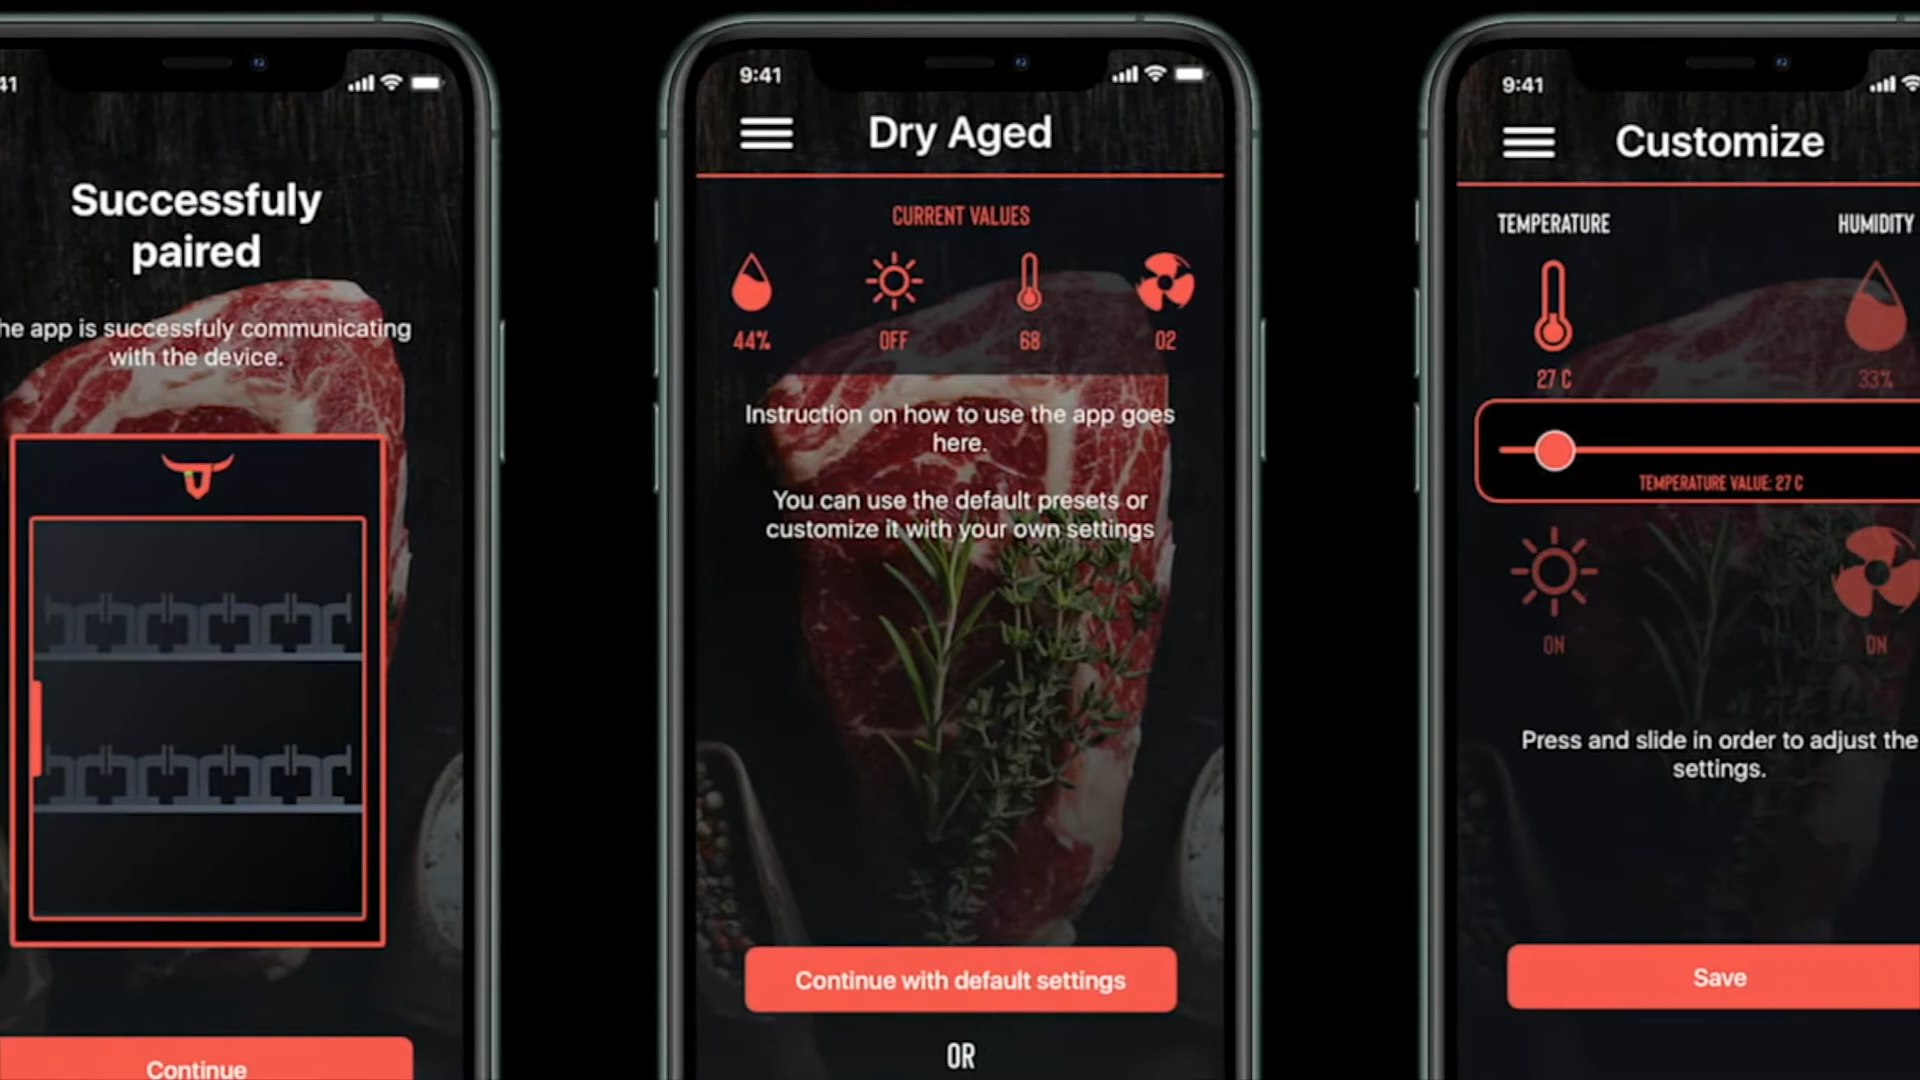 41
Successfuly
paired
he app is successfuly communicating
with the device.
Continue
9:41
Dry Aged
CURRENT VALUES
44%
OFF
68
02
Instruction on how to use the app goes
here.
You can use the default presets or
customize it with your own settings
Continue with default settings
OR
9:41
Customize
TEMPERATURE
HUMIDITY
27 C
33%
TEMPERATURE VALUE: 27 C
ON
ON
Press and slide in order to adjust the
settings.
Save